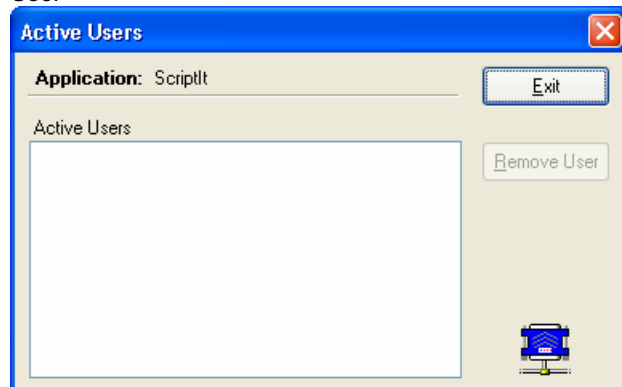 Active Users
Application: ScriptIt
Exit
Active Users
Remove User